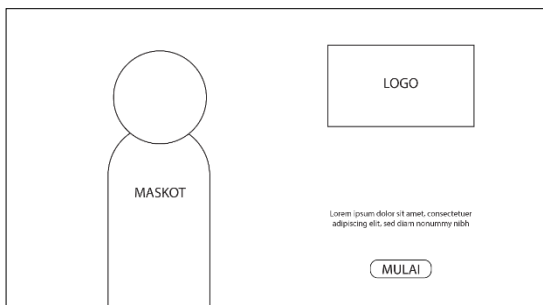 LOGO
MASKOT
Lorem ipsum dolor sit amet, consectetuer
adipiscing elit, sed diam nonummy nibh
MULAI